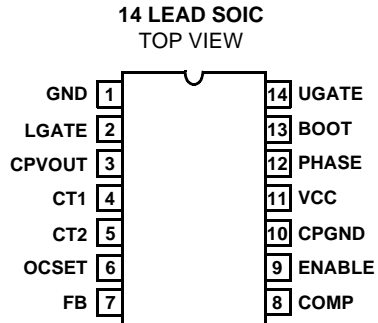 14 LEAD SOIC
TOP VIEW
GND 1 14 UGATE
LGATE 2 13 BOOT
CPVOUT 3 12 PHASE
CT1 4 11 VCC
CT2 5 10 CPGND
OCSET 6 9 ENABLE
FB 7 8 COMP